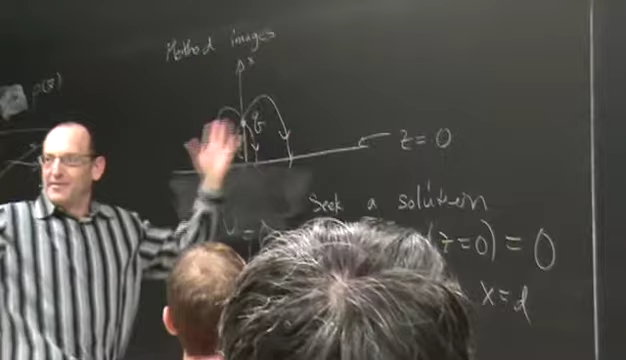 Method images
z
ρ(x)
q
z = 0
Seek a solution
(z=0) = 0
x=d